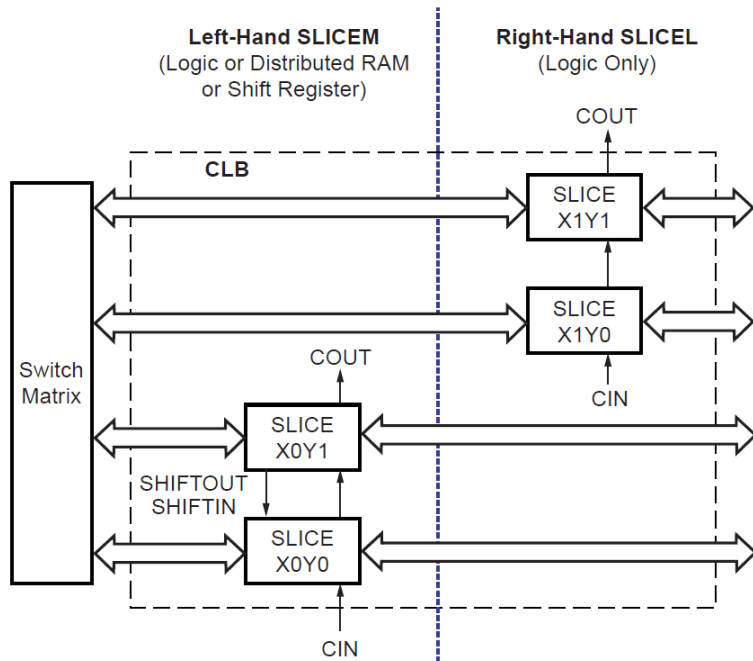 Left-Hand SLICEM
(Logic or Distributed RAM
or Shift Register)
Right-Hand SLICEL
(Logic Only)
COUT
CLB
SLICE
X1Y1
SLICE
X1Y0
COUT
CIN
Switch
Matrix
SLICE
X0Y1
SHIFTOUT
SHIFTIN
SLICE
X0Y0
CIN